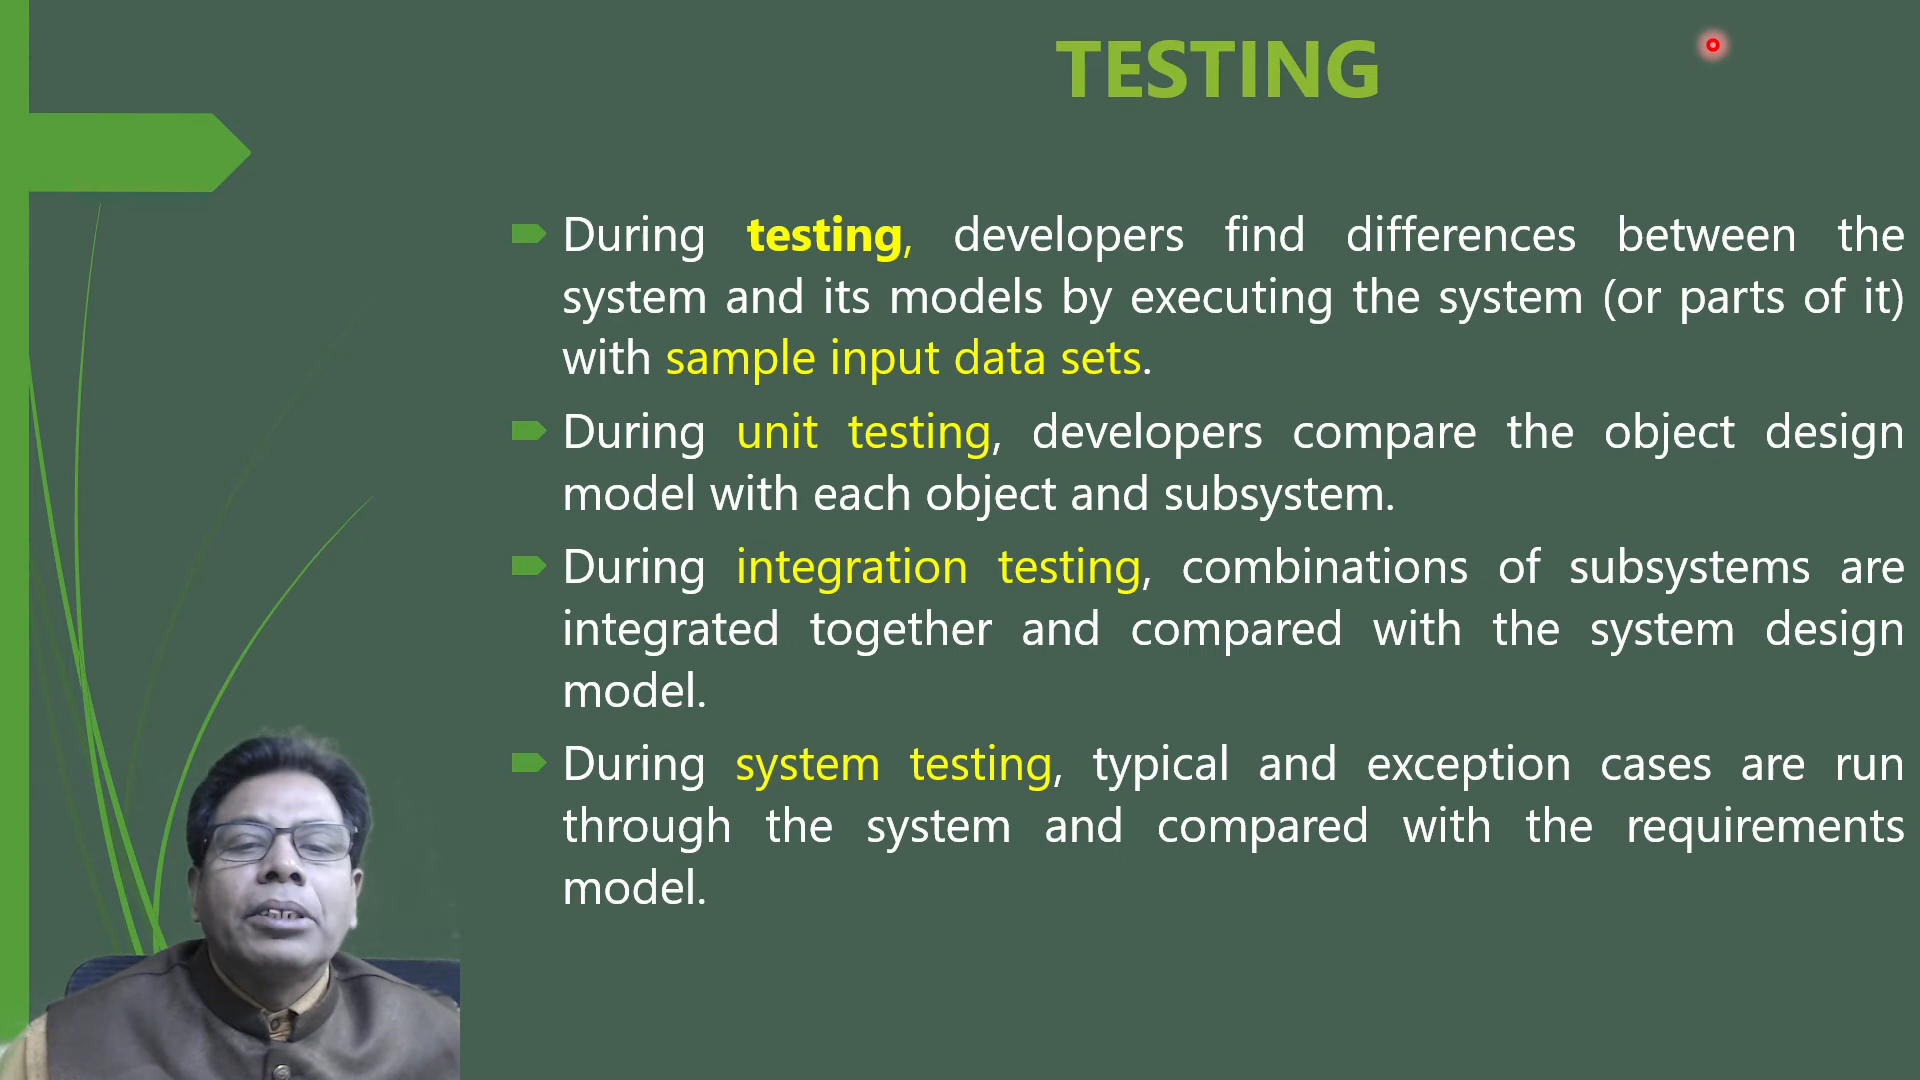 TESTING
During testing, developers find differences between the
system and its models by executing the system (or parts of it)
with sample input data sets.
During unit testing, developers compare the object design
model with each object and subsystem.
During integration testing, combinations of subsystems are
integrated together and compared with the system design
model.
During system testing, typical and exception cases are run
through the system and compared with the requirements
model.